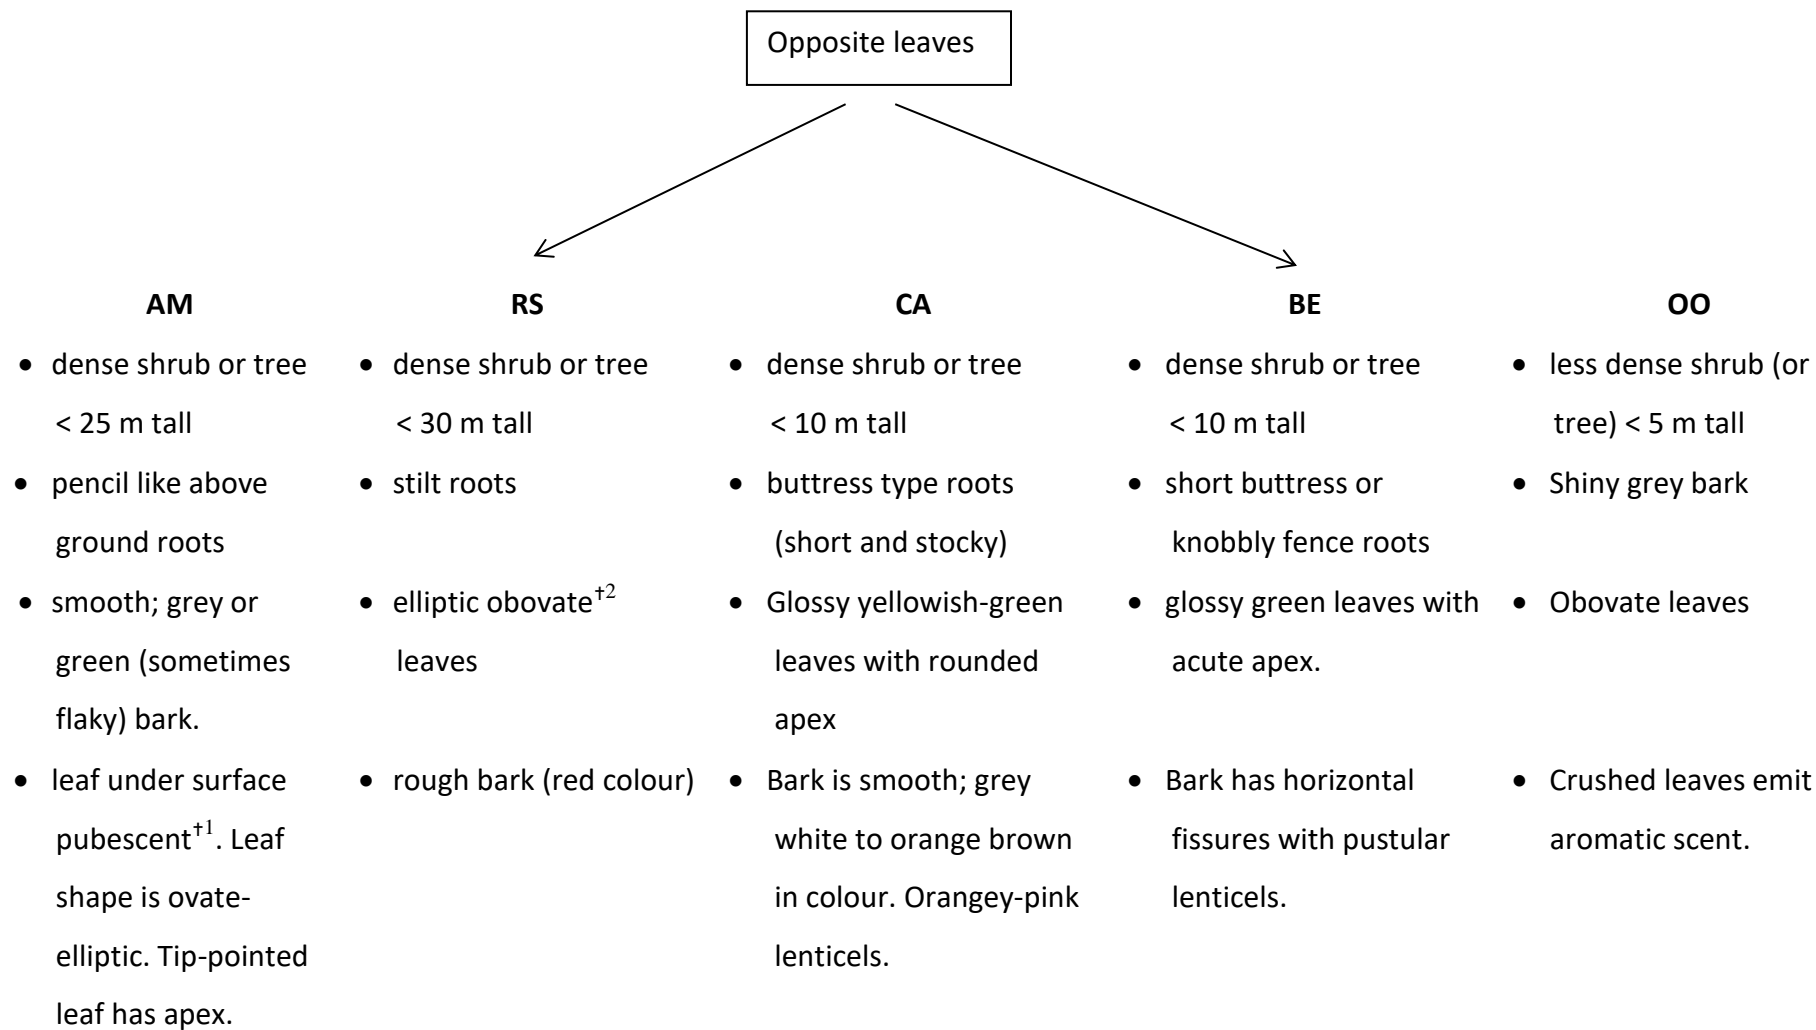 Opposite leaves
AM
• dense shrub or tree
< 25 m tall
• pencil like above
ground roots
• smooth; grey or
green (sometimes
flaky) bark.
• leaf under surface
pubescent†1. Leaf
shape is ovate-
elliptic. Tip-pointed
leaf has apex.
RS
• dense shrub or tree
< 30 m tall
• stilt roots
• elliptic obovate†2
leaves
• rough bark (red colour)
CA
• dense shrub or tree
< 10 m tall
• buttress type roots
(short and stocky)
• Glossy yellowish-green
leaves with rounded
apex
• Bark is smooth; grey
white to orange brown
in colour. Orangey-pink
lenticels.
BE
• dense shrub or tree
< 10 m tall
• short buttress or
knobbly fence roots
• glossy green leaves with
acute apex.
• Bark has horizontal
fissures with pustular
lenticels.
OO
• less dense shrub (or
tree) < 5 m tall
• Shiny grey bark
• Obovate leaves
• Crushed leaves emit
aromatic scent.